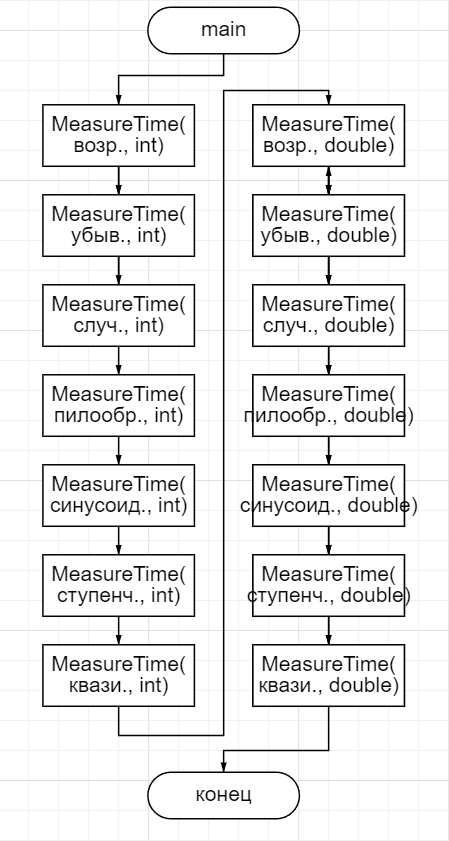 main
MeasureTime(
возр., int)
MeasureTime(
убыв., int)
MeasureTime(
случ., int)
MeasureTime(
пилообр., int)
MeasureTime(
синусоид., int)
MeasureTime(
ступенч., int)
MeasureTime(
квази., int)
MeasureTime(
возр., double)
MeasureTime(
убыв., double)
MeasureTime(
случ., double)
MeasureTime(
пилообр., double)
MeasureTime(
синусоид., double)
MeasureTime(
ступенч., double)
MeasureTime(
квази., double)
конец